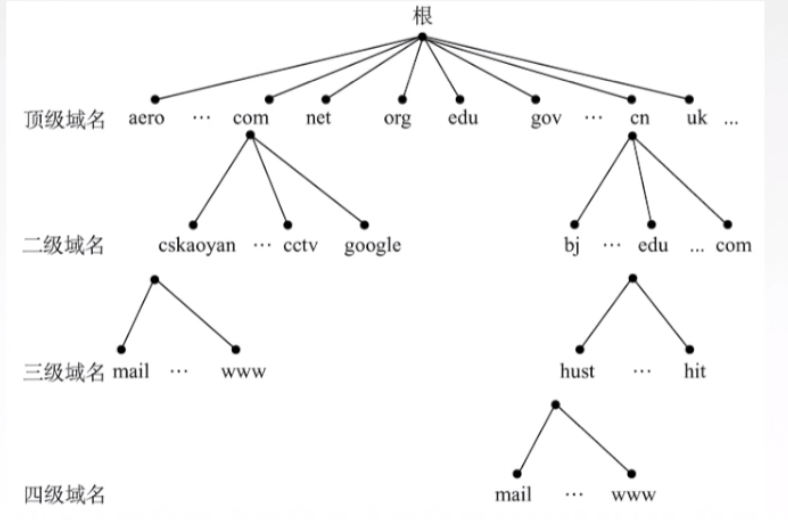 根
顶级域名 aero ··· com net org edu gov ··· cn uk ...
二级域名 cskaoyan ··· cctv google bj ··· edu ... com
三级域名 mail ··· www hust ··· hit
四级域名 mail ··· www